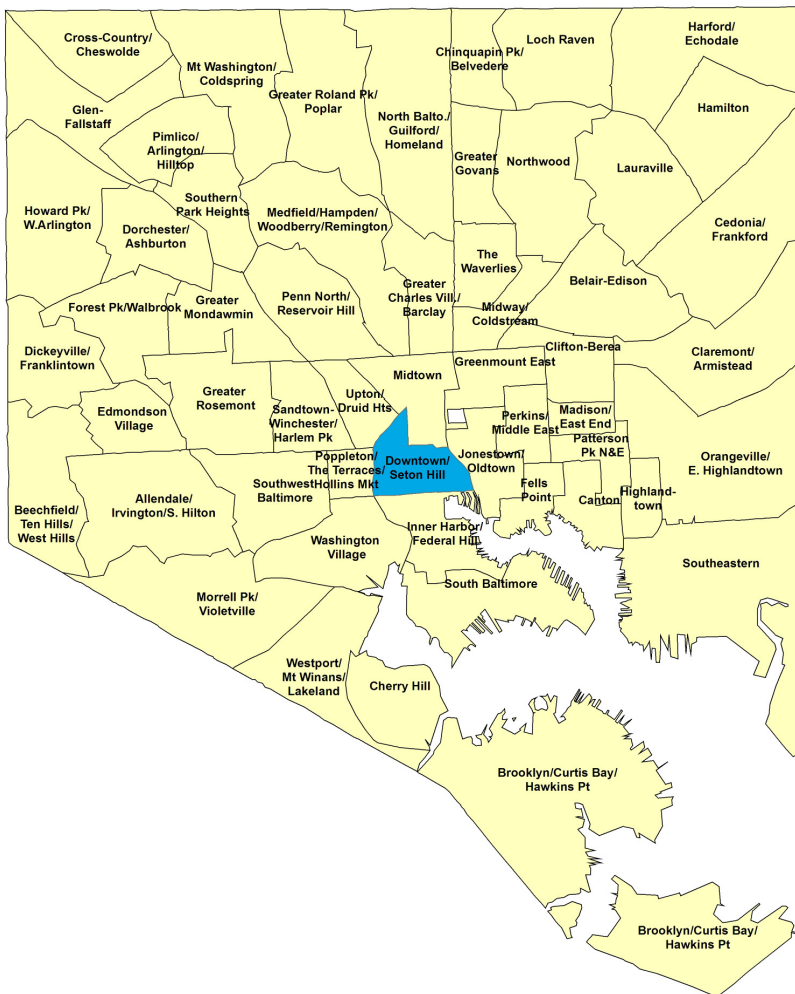 Cross-Country/
Cheswolde
Mt Washington/
Coldspring
Greater Roland Pk/
Poplar
Chinquapin Pk/
Belvedere
Loch Raven
Harford/
Echodale
Glen-
Fallstaff
Pimlico/
Arlington/
Hilltop
North Balto./
Guilford/
Homeland
Greater
Govans
Northwood
Lauraville
Hamilton
Howard Pk/
W.Arlington
Dorchester/
Ashburton
Southern
Park Heights
Medfield/Hampden/
Woodberry/Remington
The
Waverlies
Cedonia/
Frankford
Belair-Edison
Forest Pk/Walbrook
Greater
Mondawmin
Penn North/
Reservoir Hill
Greater
Charles Vill./
Barclay
Midway/
Coldstream
Clifton-Berea
Claremont/
Armistead
Dickeyville/
Franklintown
Greater
Rosemont
Midtown
Greenmount East
Edmondson
Village
Sandtown-
Winchester/
Harlem Pk
Upton/
Druid Hts
Perkins/
Middle East
Madison/
East End
Patterson
Pk N&E
Orangeville/
E. Highlandtown
Poppleton/
The Terraces/
Hollins Mkt
Downtown/
Seton Hill
Jonestown/
Oldtown
Fells
Point
Canton
Highland-
town
Beechfield/
Ten Hills/
West Hills
Allendale/
Irvington/S. Hilton
Southwest
Baltimore
Washington
Village
Inner Harbor/
Federal Hill
Southeastern
South Baltimore
Morrell Pk/
Violetville
Westport/
Mt Winans/
Lakeland
Cherry Hill
Brooklyn/Curtis Bay/
Hawkins Pt
Brooklyn/Curtis Bay/
Hawkins Pt